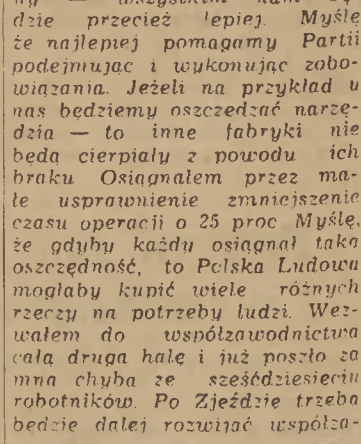 — wszystkim nam
dzie przecież lepiej. Myślę
że najlepiej pomagamy Partii
podejmując i wykonując zobo-
wiązania. Jeżeli na przykład u
nas będziemy oszczędzać narzę-
dzia — to inne fabryki nie
będą cierpiały z powodu ich
braku Osiągnąłem przez ma-
łe usprawnienie zmniejszenie
czasu operacji o 25 proc Myślę,
że gdyby każdy osiągnął taką
oszczędność, to Polska Ludowa
mogłaby kupić wiele różnych
rzeczy na potrzeby ludzi. Wez-
wałem do współzawodnictwa
całą drugą halę i już poszło za
mną chyba ze sześćdziesięciu
robotników. Po Zjeździe trzeba
będzie dalej rozwijać współza-